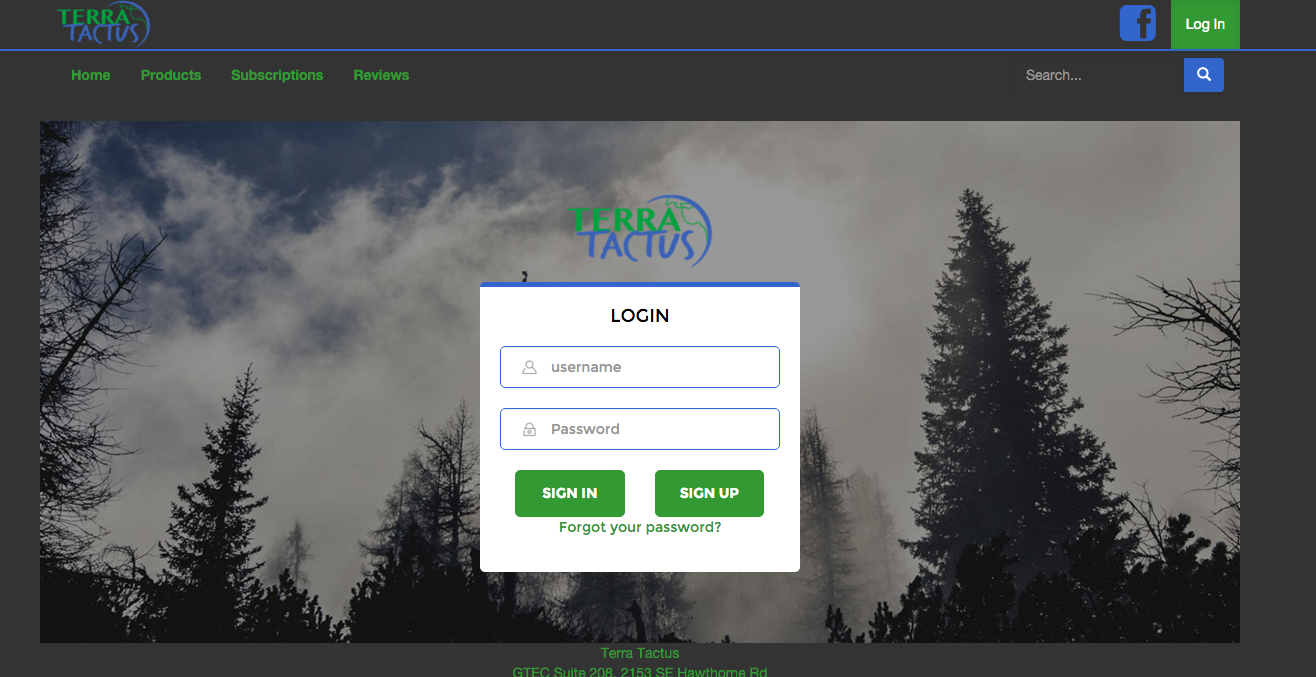 TERRA
TACTUS
Log In
Home Products Subscriptions Reviews Search...
TERRA
TACTUS
LOGIN
username
Password
SIGN IN SIGN UP
Forgot your password?
Terra Tactus
GTEC Suite 208, 2153 SE Hawthorne Rd